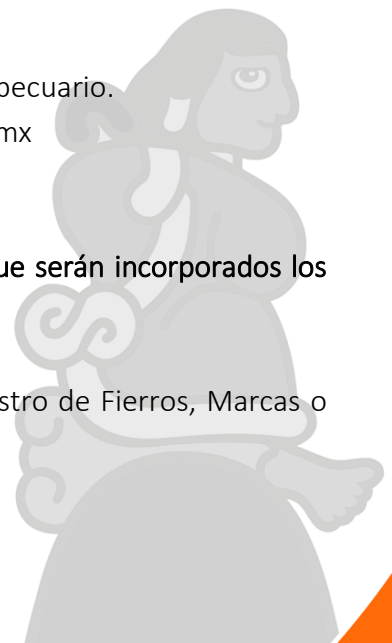 pecuario.
mx
ue serán incorporados los
stro de Fierros, Marcas o